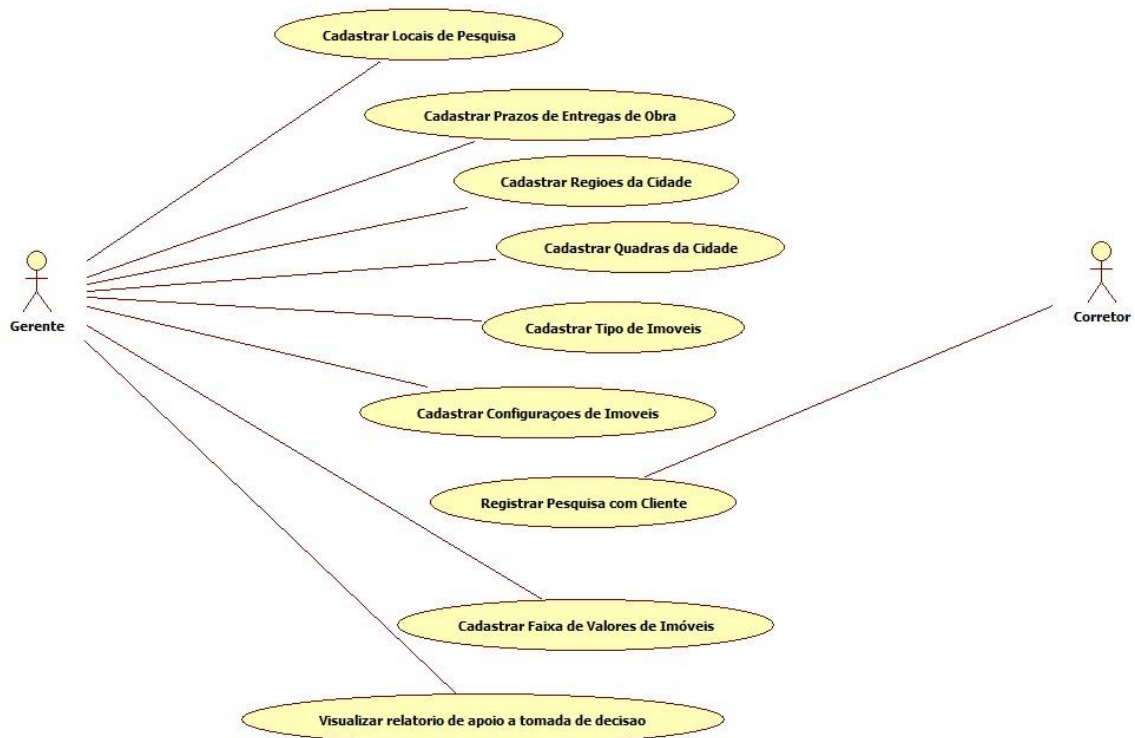 Cadastrar Locais de Pesquisa
Cadastrar Prazos de Entregas de Obra
Cadastrar Regioes da Cidade
Cadastrar Quadras da Cidade
Gerente
Corretor
Cadastrar Tipo de Imoveis
Cadastrar Configuraçoes de Imoveis
Registrar Pesquisa com Cliente
Cadastrar Faixa de Valores de Imóveis
Visualizar relatorio de apoio a tomada de decisao